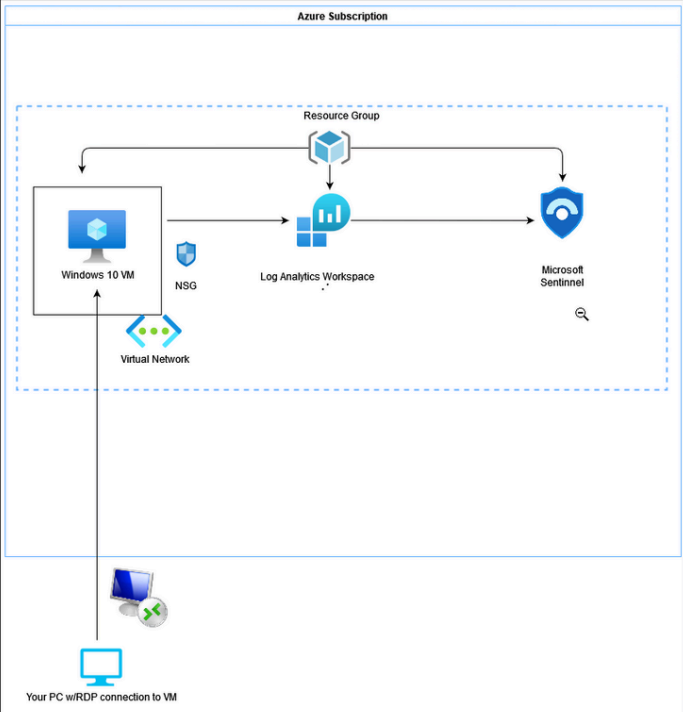 Azure Subscription
Resource Group
Windows 10 VM
NSG
Log Analytics Workspace
Microsoft
Sentinnel
Virtual Network
Your PC w/RDP connection to VM